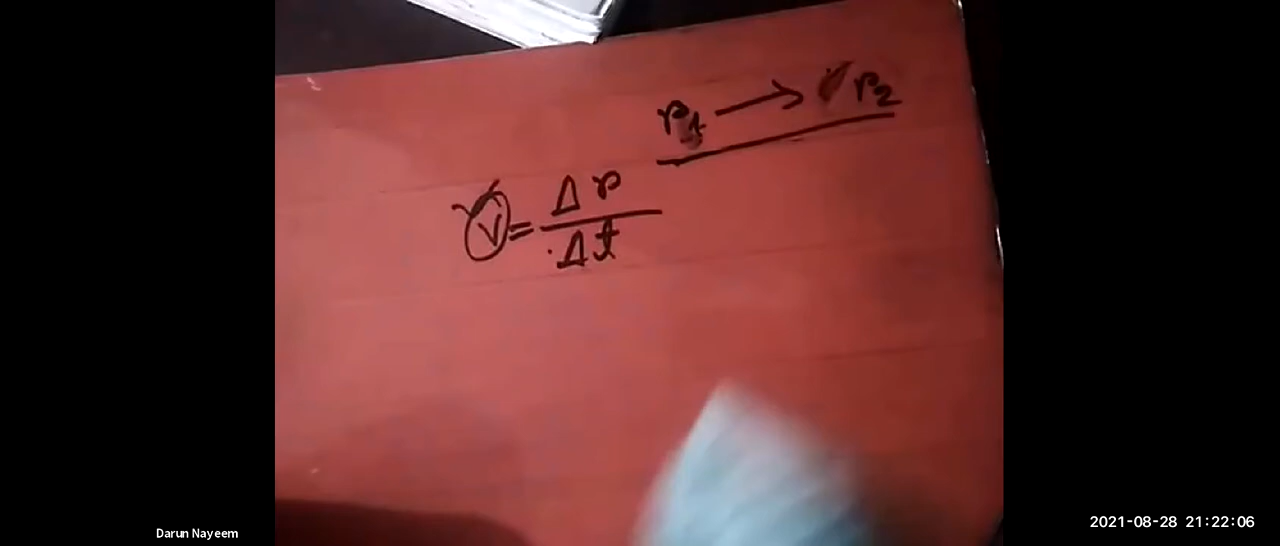 r₁ → r₂
V = Δr / Δt
Darun Nayeem
2021-08-28 21:22:06